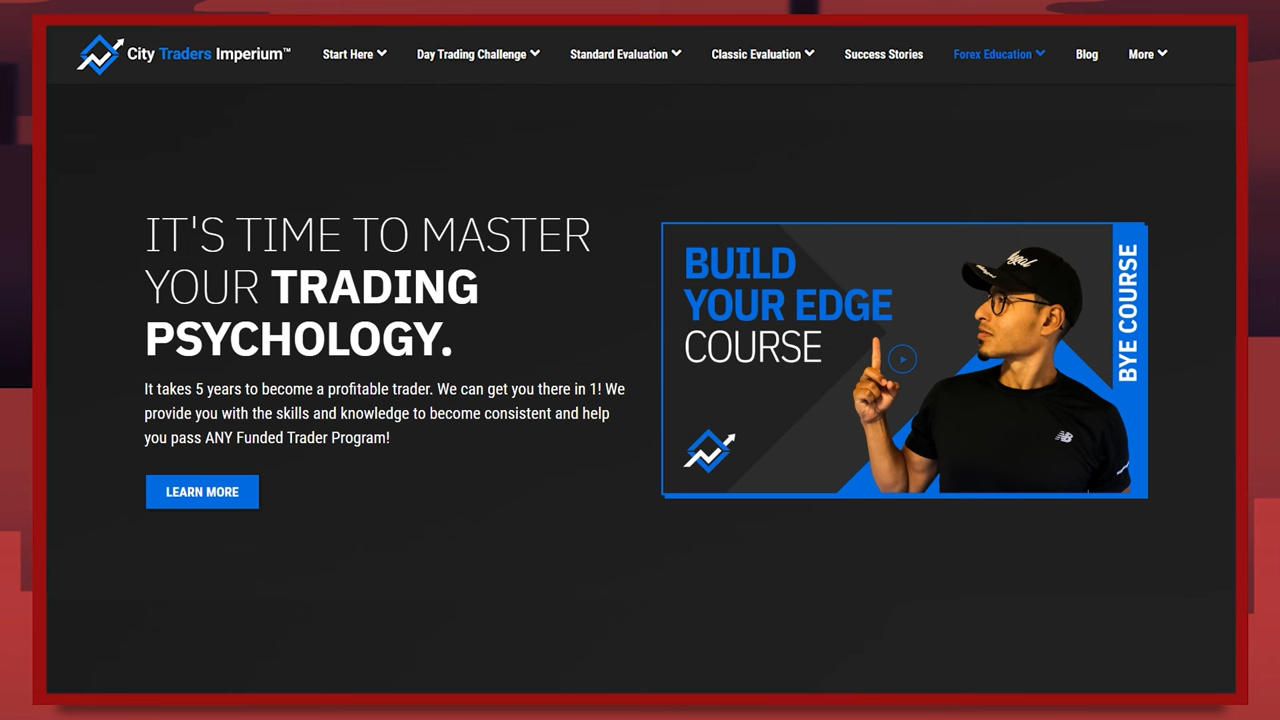 City Traders Imperium™
Start Here
Day Trading Challenge
Standard Evaluation
Classic Evaluation
Success Stories
Forex Education
Blog
More
IT'S TIME TO MASTER
YOUR TRADING
PSYCHOLOGY.
It takes 5 years to become a profitable trader. We can get you there in 1! We
provide you with the skills and knowledge to become consistent and help
you pass ANY Funded Trader Program!
LEARN MORE
BUILD
YOUR EDGE
COURSE
BYE COURSE